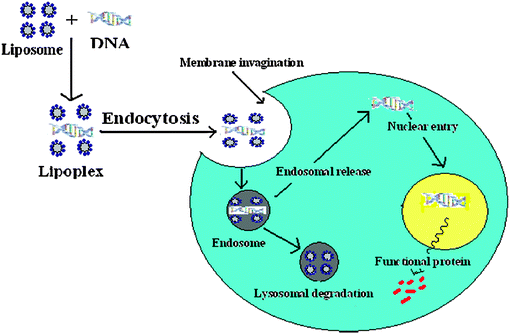 Liposome
+
DNA
Membrane invagination
Endocytosis
Lipoplex
Nuclear entry
Endosomal release
Endosome
Functional protein
Lysosomal degradation